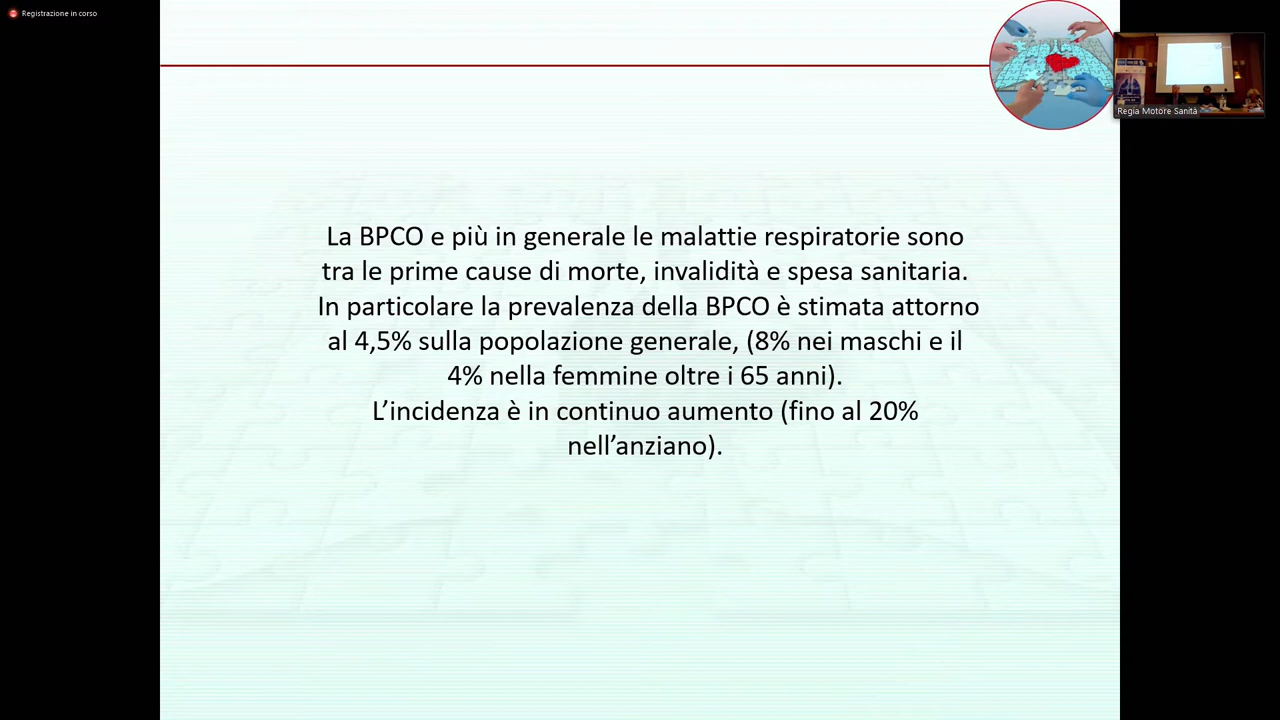 Registrazione in corso
Regia Motore Sanità
La BPCO e più in generale le malattie respiratorie sono
tra le prime cause di morte, invalidità e spesa sanitaria.
In particolare la prevalenza della BPCO è stimata attorno
al 4,5% sulla popolazione generale, (8% nei maschi e il
4% nella femmine oltre i 65 anni).
L’incidenza è in continuo aumento (fino al 20%
nell’anziano).